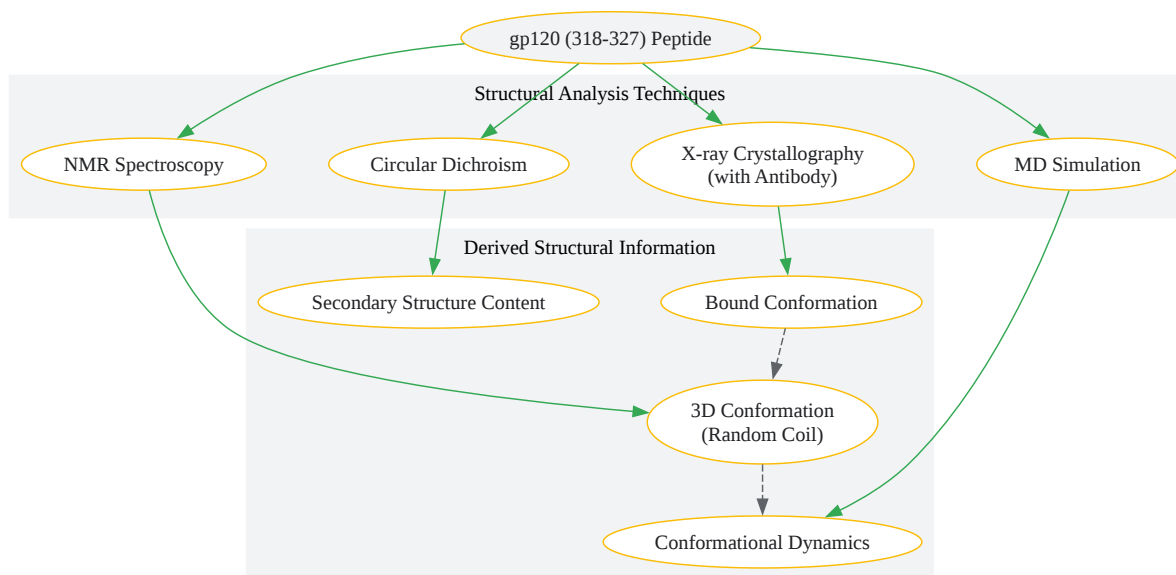 gp120 (318-327) Peptide
Structural Analysis Techniques
NMR Spectroscopy
Circular Dichroism
X-ray Crystallography
(with Antibody)
MD Simulation
Derived Structural Information
Secondary Structure Content
Bound Conformation
3D Conformation
(Random Coil)
Conformational Dynamics